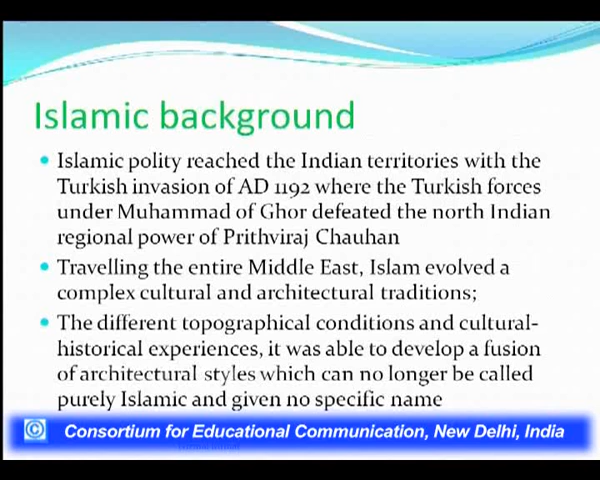 Islamic background
• Islamic polity reached the Indian territories with the
Turkish invasion of AD 1192 where the Turkish forces
under Muhammad of Ghor defeated the north Indian
regional power of Prithviraj Chauhan
• Travelling the entire Middle East, Islam evolved a
complex cultural and architectural traditions;
• The different topographical conditions and cultural-
historical experiences, it was able to develop a fusion
of architectural styles which can no longer be called
purely Islamic and given no specific name
© Consortium for Educational Communication, New Delhi, India